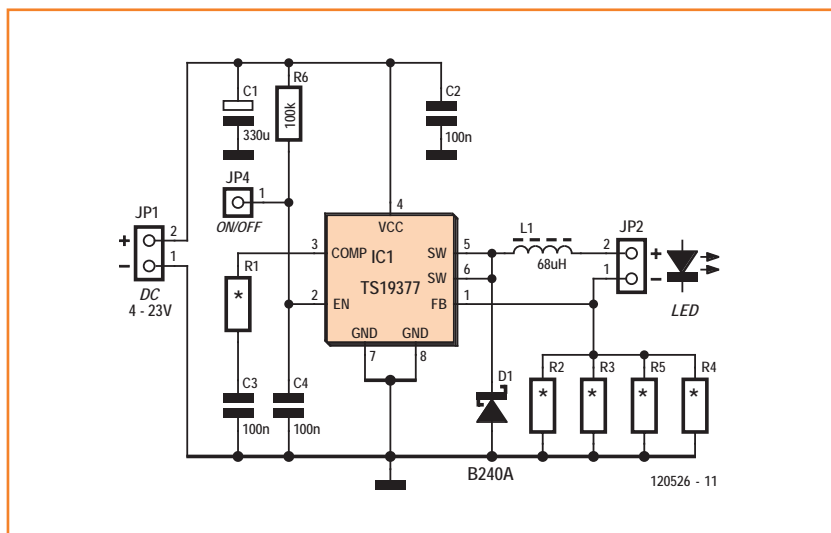 C1
330u
R6
100k
C2
100n
JP4
1
ON/OFF
JP1
+ 2
– 1
DC
4 - 23V
4
VCC
3 COMP IC1 SW 5
SW 6
TS19377
2 EN FB 1
GND GND
7 8
L1
68uH
JP2
2 +
1 –
LED
R1
*
C3
100n
C4
100n
D1
B240A
R2 R3 R5 R4
* * * *
120526 - 11